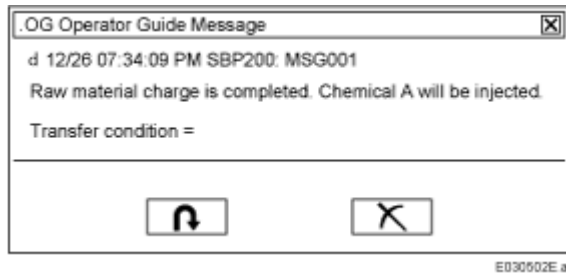 .OG Operator Guide Message
d 12/26 07:34:09 PM SBP200: MSG001
Raw material charge is completed. Chemical A will be injected.
Transfer condition =
E030502E.a